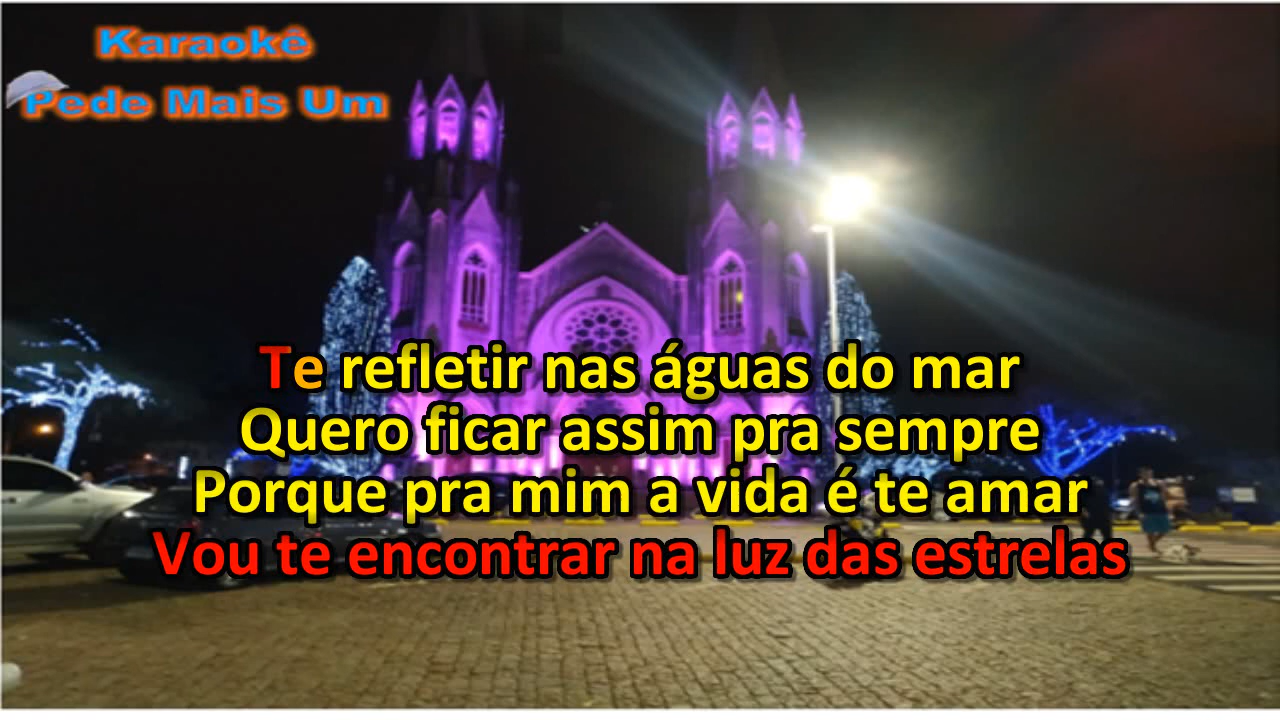 Karaokê
Pede Mais Um
Te refletir nas águas do mar
Quero ficar assim pra sempre
Porque pra mim a vida é te amar
Vou te encontrar na luz das estrelas